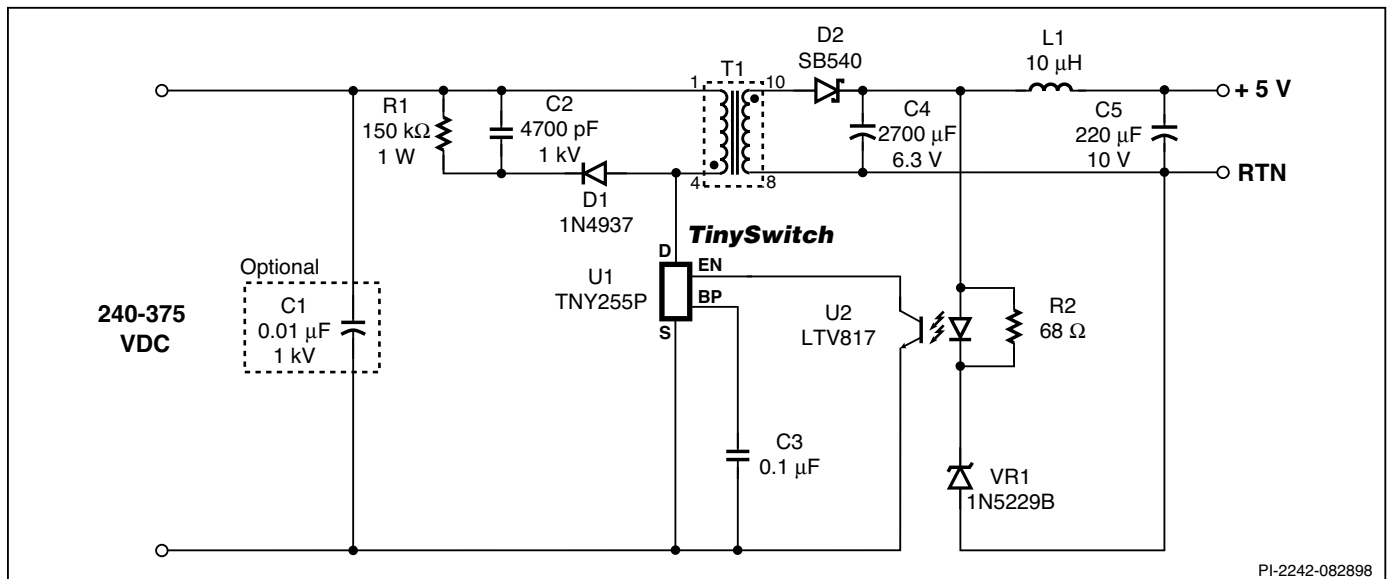 D2
SB540
L1
10 µH
T1
1
10
+ 5 V
R1
150 kΩ
1 W
C2
4700 pF
1 kV
C4
2700 µF
6.3 V
C5
220 µF
10 V
4
8
RTN
D1
1N4937
TinySwitch
Optional
D
EN
U1
TNY255P
BP
S
C1
0.01 µF
1 kV
240-375
VDC
U2
LTV817
R2
68 Ω
C3
0.1 µF
VR1
1N5229B
PI-2242-082898